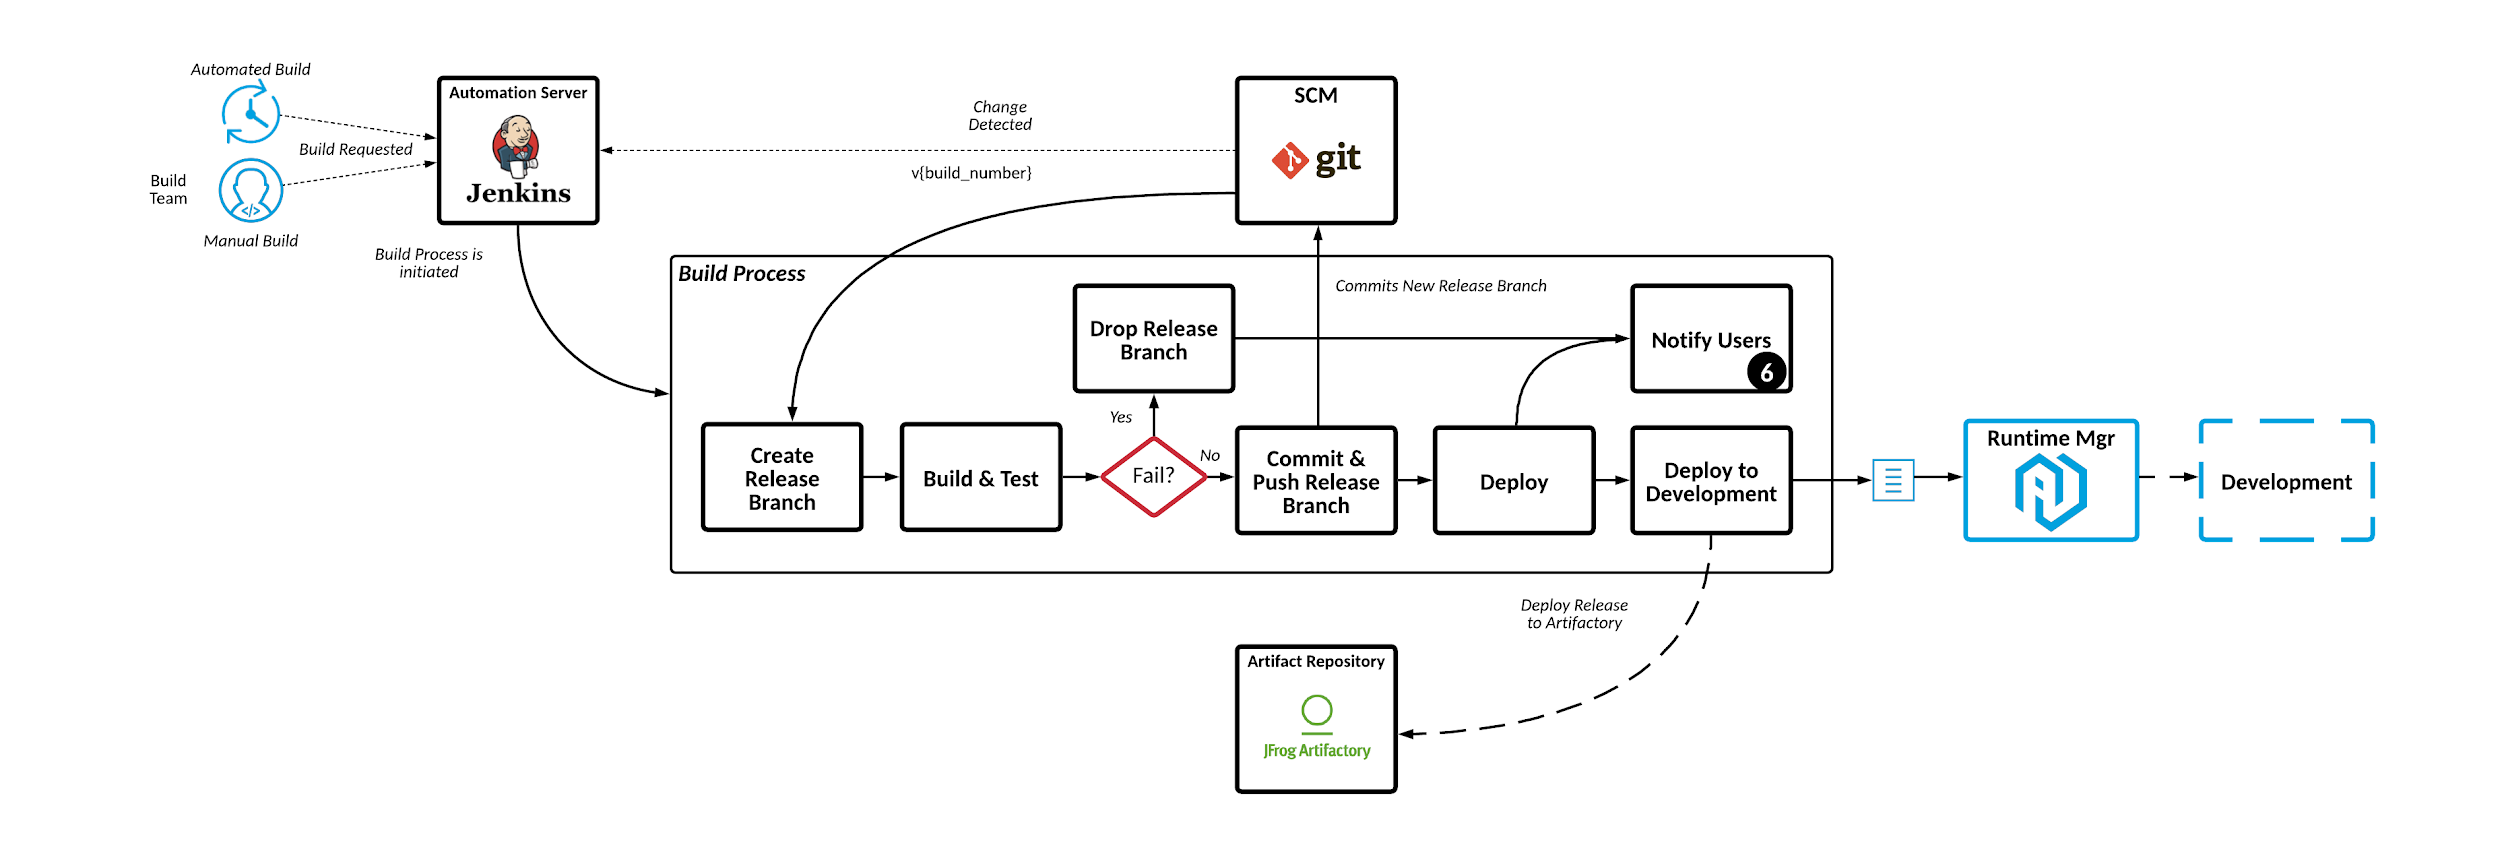 Automated Build
Build Requested
Build
Team
Manual Build
Automation Server
Jenkins
Build Process is
initiated
Change
Detected
v{build_number}
SCM
git
Build Process
Commits New Release Branch
Drop Release
Branch
Notify Users
6
Yes
Create
Release
Branch
Build & Test
Fail?
No
Commit &
Push Release
Branch
Deploy
Deploy to
Development
Runtime Mgr
Development
Deploy Release
to Artifactory
Artifact Repository
JFrog Artifactory